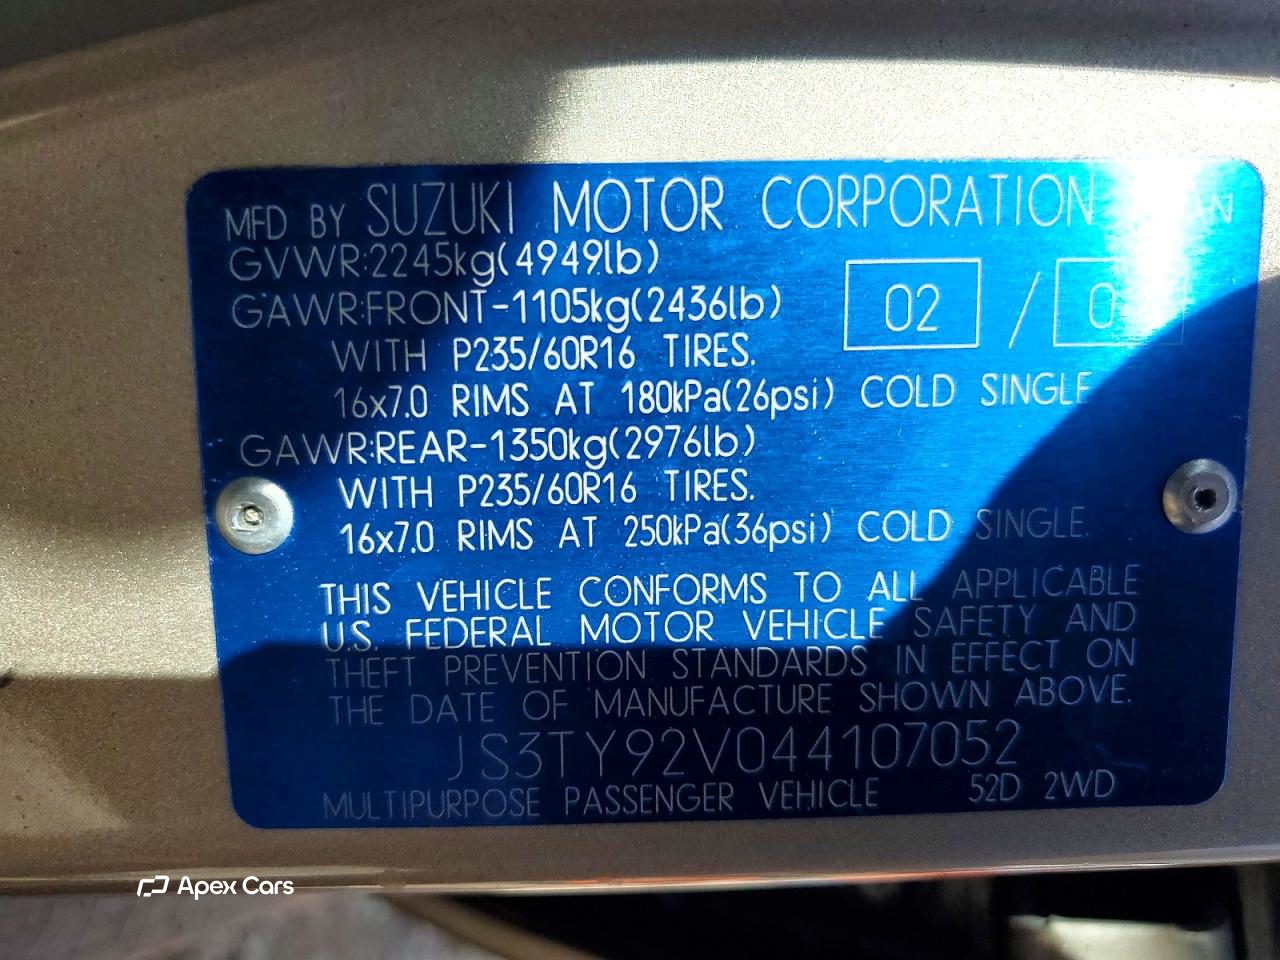 MFD BY SUZUKI MOTOR CORPORATION
GVWR:2245kg(4949lb)
02 /
GAWR:FRONT-1105kg(2436lb)
WITH P235/60R16 TIRES.
16x7.0 RIMS AT 180kPa(26psi) COLD SINGLE
GAWR:REAR-1350kg(2976lb)
WITH P235/60R16 TIRES.
16x7.0 RIMS AT 250kPa(36psi) COLD SINGLE.
THIS VEHICLE CONFORMS TO ALL APPLICABLE
U.S. FEDERAL MOTOR VEHICLE SAFETY AND
THEFT PREVENTION STANDARDS IN EFFECT ON
THE DATE OF MANUFACTURE SHOWN ABOVE.
JS3TY92V044107052
MULTIPURPOSE PASSENGER VEHICLE 52D 2WD
Apex Cars